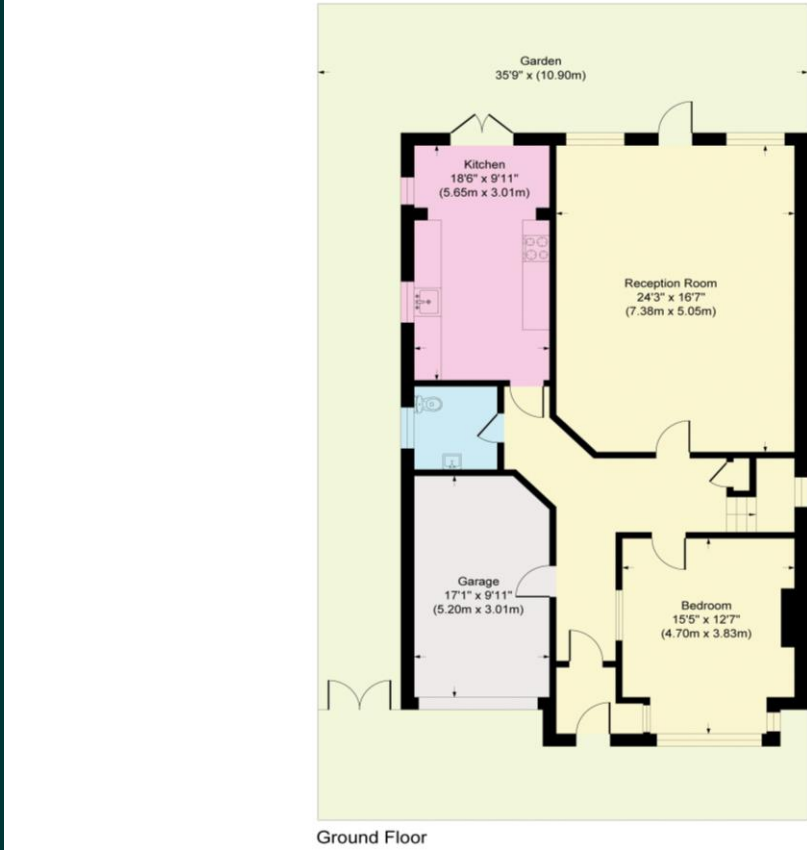 Garden
35'9" x (10.90m)
Kitchen
18'6" x 9'11"
(5.65m x 3.01m)
Reception Room
24'3" x 16'7"
(7.38m x 5.05m)
Garage
17'1" x 9'11"
(5.20m x 3.01m)
Bedroom
15'5" x 12'7"
(4.70m x 3.83m)
Ground Floor